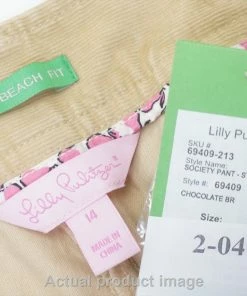 BEACH FIT
Lilly Pulitzer
14
MADE IN
CHINA
Lilly Pu
SKU #
69409-213
Style Name:
SOCIETY PANT - ST
Style #: 69409
CHOCOLATE BR
Size:
2-04
Actual product image